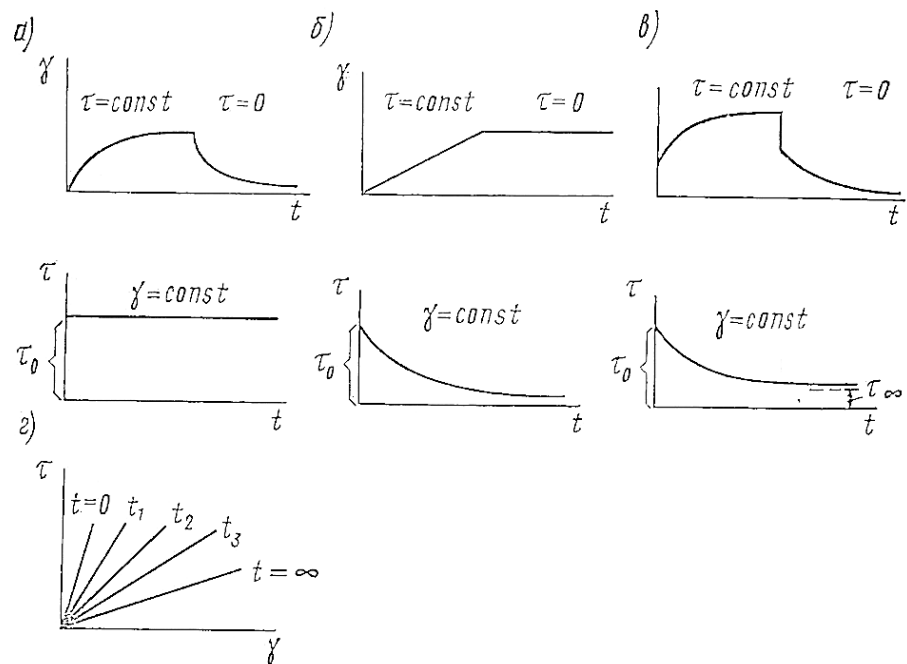 а) б) в)
γ γ
τ=const τ=0 τ=const τ=0 τ=const τ=0
t t t
τ τ τ
γ=const γ=const γ=const
τ₀ τ₀ τ₀ τ∞
t t t
г)
τ
t=0 t₁ t₂ t₃
t=∞
γ